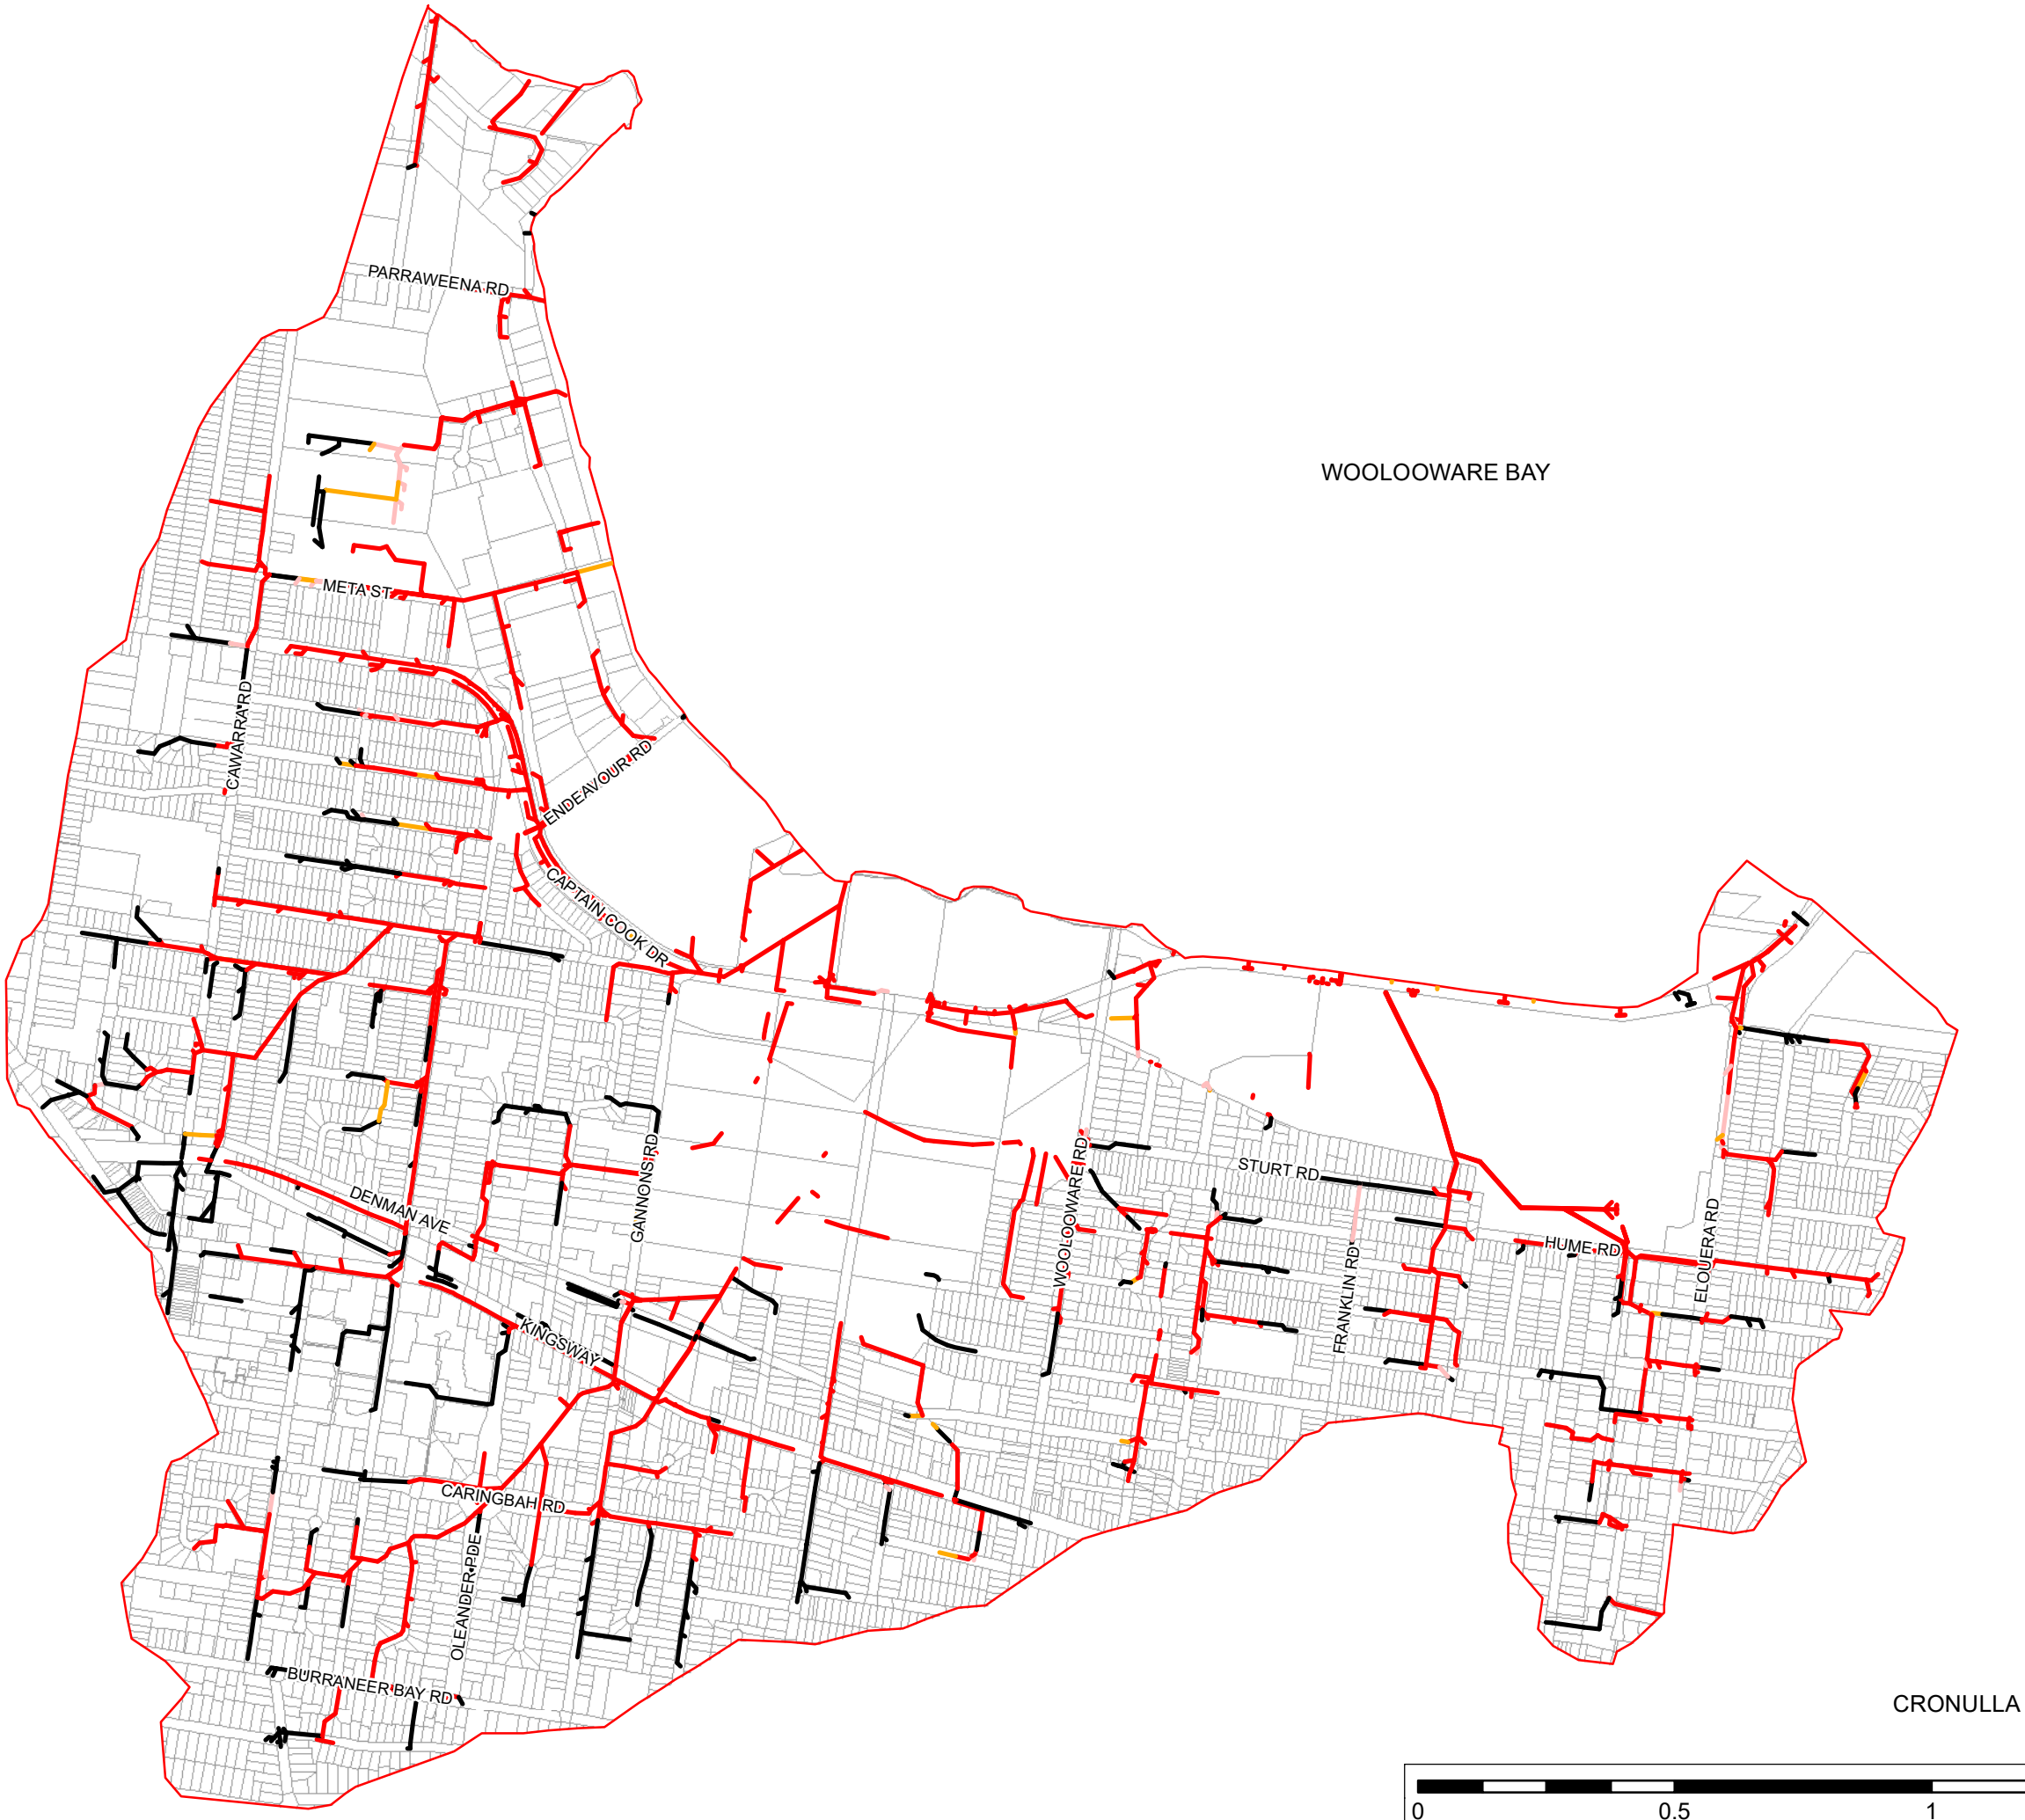 PARRAWEENA RD
WOOLOOWARE BAY
META ST
CAWARRA RD
ENDEAVOUR RD
CAPTAIN COOK DR
GANNONS RD
WOOLOOWARE RD
STURT RD
DENMAN AVE
HUME RD
ELOUERA RD
FRANKLIN RD
KINGSWAY
CARINGBAH RD
OLEANDER PDE
BURRANEER BAY RD
CRONULLA
0 0.5 1